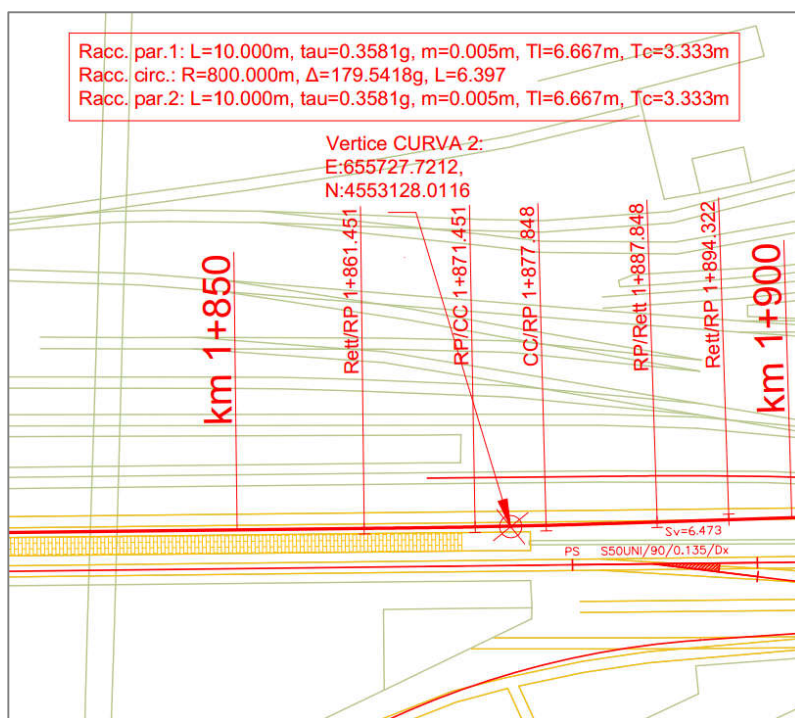 Racc. par.1: L=10.000m, tau=0.3581g, m=0.005m, Tl=6.667m, Tc=3.333m
Racc. circ.: R=800.000m, Δ=179.5418g, L=6.397
Racc. par.2: L=10.000m, tau=0.3581g, m=0.005m, Tl=6.667m, Tc=3.333m
Vertice CURVA 2:
E:655727.7212,
N:4553128.0116
km 1+850
Rett/RP 1+861.451
RP/CC 1+871.451
CC/RP 1+877.848
RP/Rett 1+887.848
Rett/RP 1+894.322
km 1+900
Sv=6.473
PS
S50UNI/90/0.135/Dx